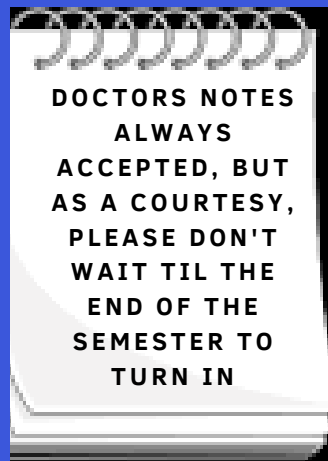 DOCTORS NOTES
ALWAYS
ACCEPTED, BUT
AS A COURTESY,
PLEASE DON'T
WAIT TIL THE
END OF THE
SEMESTER TO
TURN IN